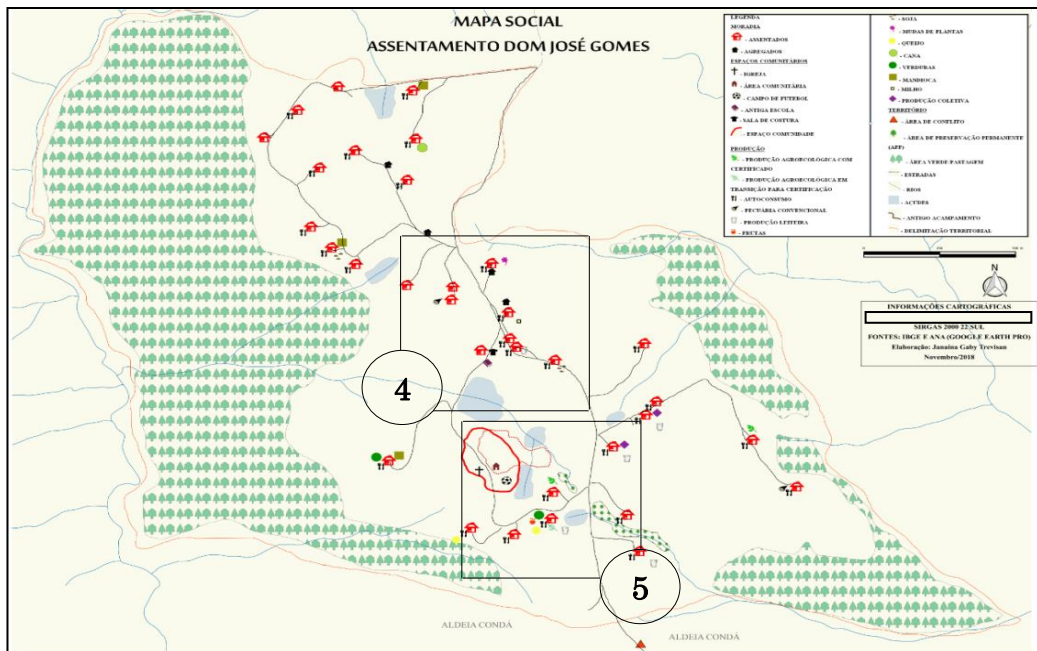 MAPA SOCIAL
ASSENTAMENTO DOM JOSÉ GOMES
LEGENDA
MORADIA
- ASSENTADOS
- AGREGADOS
ESPAÇOS COMUNITÁRIOS
- IGREJA
- ÁREA COMUNITÁRIA
- CAMPO DE FUTEBOL
- ANTIGA ESCOLA
- SALA DE COSTURA
- ESPAÇO COMUNIDADE
PRODUÇÃO
- PRODUÇÃO AGROECOLÓGICA COM
CERTIFICADO
- PRODUÇÃO AGROECOLÓGICA EM
TRANSIÇÃO PARA CERTIFICAÇÃO
- AUTOCONSUMO
- PECUÁRIA CONVENCIONAL
- PRODUÇÃO LEITEIRA
- FRUTAS
- SOJA
- MUDAS DE PLANTAS
- QUEIJO
- CANA
- VERDURAS
- MANDIOCA
- MILHO
- PRODUÇÃO COLETIVA
TERRITÓRIO
- ÁREA DE CONFLITO
- ÁREA DE PRESERVAÇÃO PERMANENTE
(APP)
- ÁREA VERDE/PASTAGEM
- ESTRADAS
- RIOS
- AÇUDES
- ANTIGO ACAMPAMENTO
- DELIMITAÇÃO TERRITORIAL
N
INFORMAÇÕES CARTOGRÁFICAS
SIRGAS 2000 22 SUL
FONTES: IBGE E ANA (GOOGLE EARTH PRO)
Elaboração: Janaina Gaby Trevisan
Novembro/2018
4
5
ALDEIA CONDÁ
ALDEIA CONDÁ